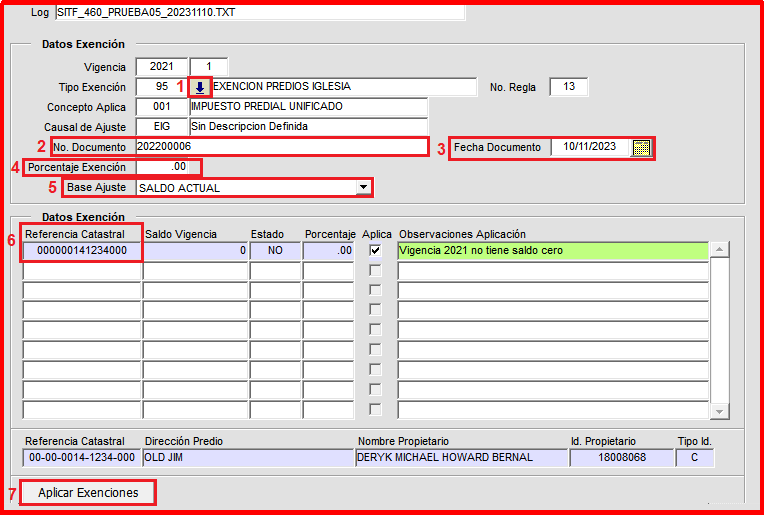 Log SITF_460_PRUEBA05_20231110.TXT
Datos Exención
Vigencia 2021 1
Tipo Exención 95 1 EXENCION PREDIOS IGLESIA No. Regla 13
Concepto Aplica 001 IMPUESTO PREDIAL UNIFICADO
Causal de Ajuste EIG Sin Descripcion Definida
2 No. Documento 202200006 3 Fecha Documento 10/11/2023
4 Porcentaje Exención .00
5 Base Ajuste SALDO ACTUAL
Datos Exención
6 Referencia Catastral Saldo Vigencia Estado Porcentaje Aplica Observaciones Aplicación
000000141234000 0 NO .00 Vigencia 2021 no tiene saldo cero
Referencia Catastral Dirección Predio Nombre Propietario Id. Propietario Tipo Id.
00-00-0014-1234-000 OLD JIM DERYK MICHAEL HOWARD BERNAL 18008068 C
7 Aplicar Exenciones